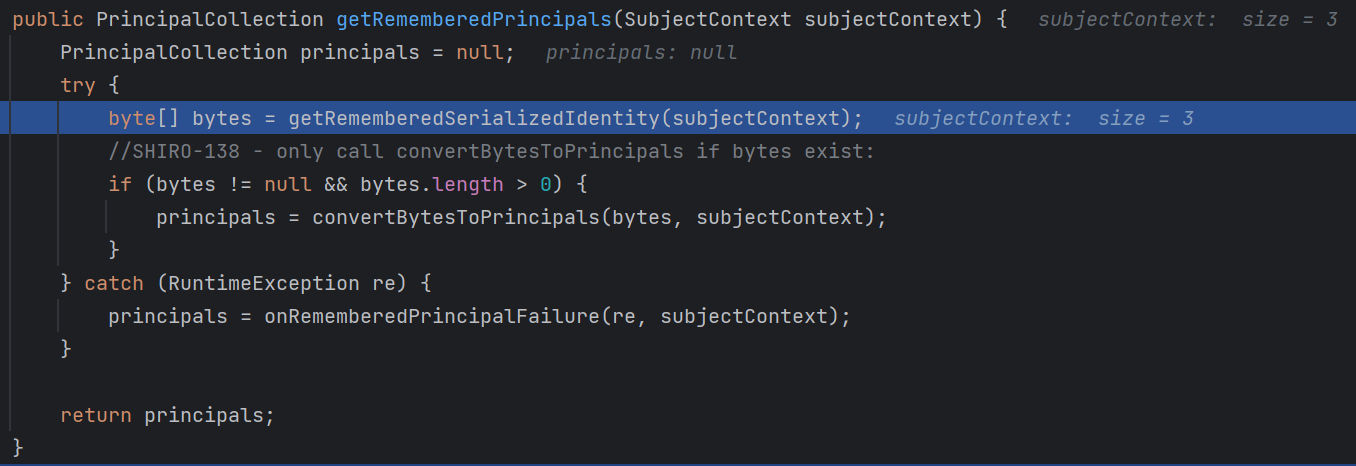 public PrincipalCollection getRememberedPrincipals(SubjectContext subjectContext) {   subjectContext:  size = 3
    PrincipalCollection principals = null;   principals: null
    try {
        byte[] bytes = getRememberedSerializedIdentity(subjectContext);   subjectContext:  size = 3
        //SHIRO-138 - only call convertBytesToPrincipals if bytes exist:
        if (bytes != null && bytes.length > 0) {
            principals = convertBytesToPrincipals(bytes, subjectContext);
        }
    } catch (RuntimeException re) {
        principals = onRememberedPrincipalFailure(re, subjectContext);
    }

    return principals;
}